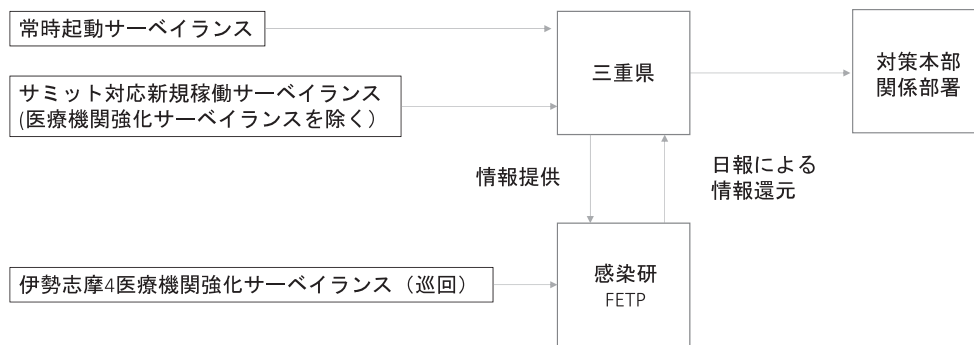 常時起動サーベイランス
サミット対応新規稼働サーベイランス
(医療機関強化サーベイランスを除く）
三重県
対策本部
関係部署
情報提供
日報による
情報還元
伊勢志摩4医療機関強化サーベイランス（巡回）
感染研
FETP